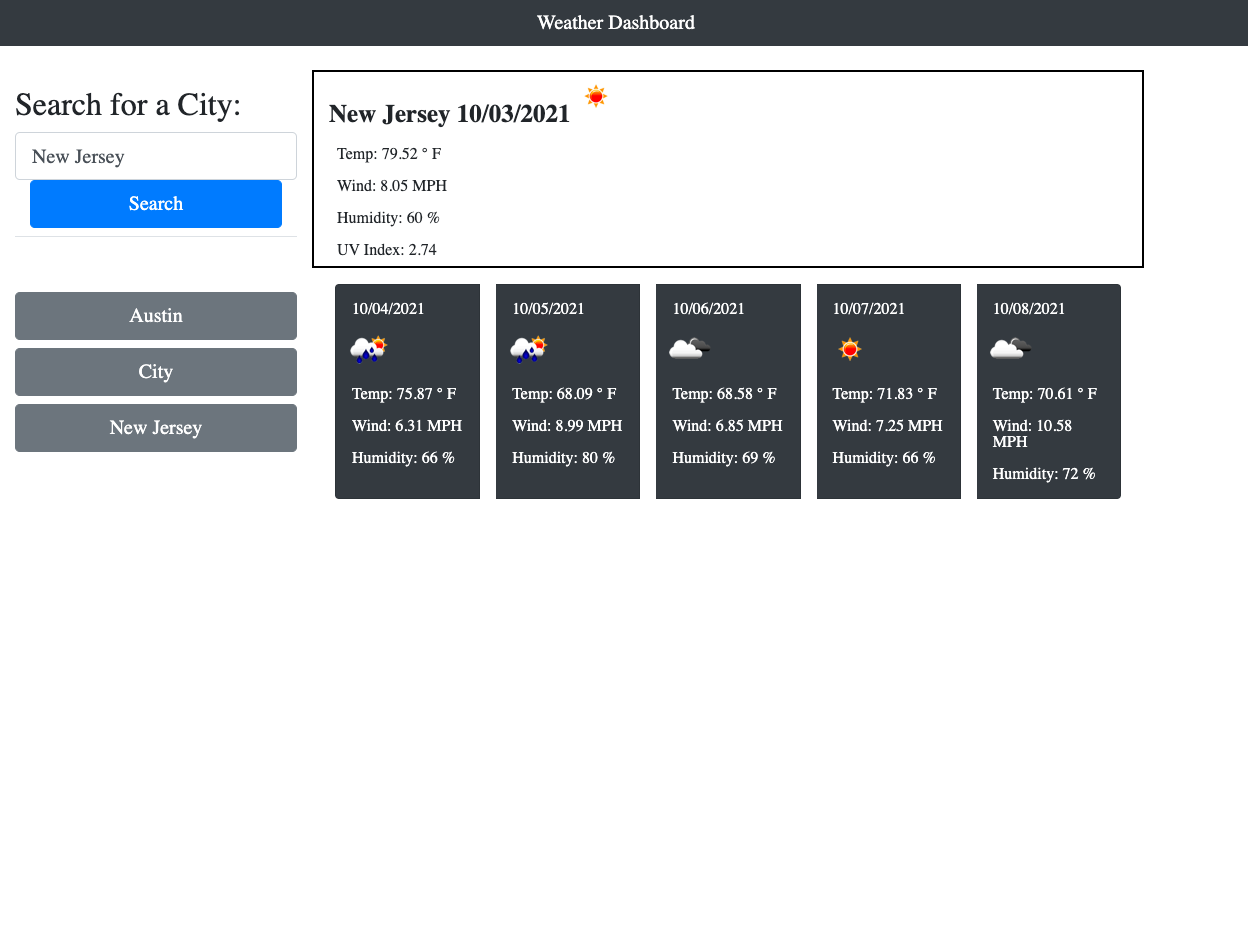 Weather Dashboard
Search for a City:
New Jersey
Search
Austin
City
New Jersey
New Jersey 10/03/2021
Temp: 79.52 ° F
Wind: 8.05 MPH
Humidity: 60 %
UV Index: 2.74
10/04/2021
Temp: 75.87 ° F
Wind: 6.31 MPH
Humidity: 66 %
10/05/2021
Temp: 68.09 ° F
Wind: 8.99 MPH
Humidity: 80 %
10/06/2021
Temp: 68.58 ° F
Wind: 6.85 MPH
Humidity: 69 %
10/07/2021
Temp: 71.83 ° F
Wind: 7.25 MPH
Humidity: 66 %
10/08/2021
Temp: 70.61 ° F
Wind: 10.58
MPH
Humidity: 72 %